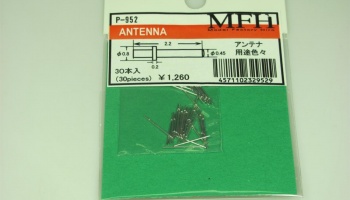 P-952
MFH
Model Factory Hiro
ANTENNA
2.2
φ0.8
φ0.45
0.2
アンテナ
用途色々
30本入
(30pieces) ¥1,260
4571102329529